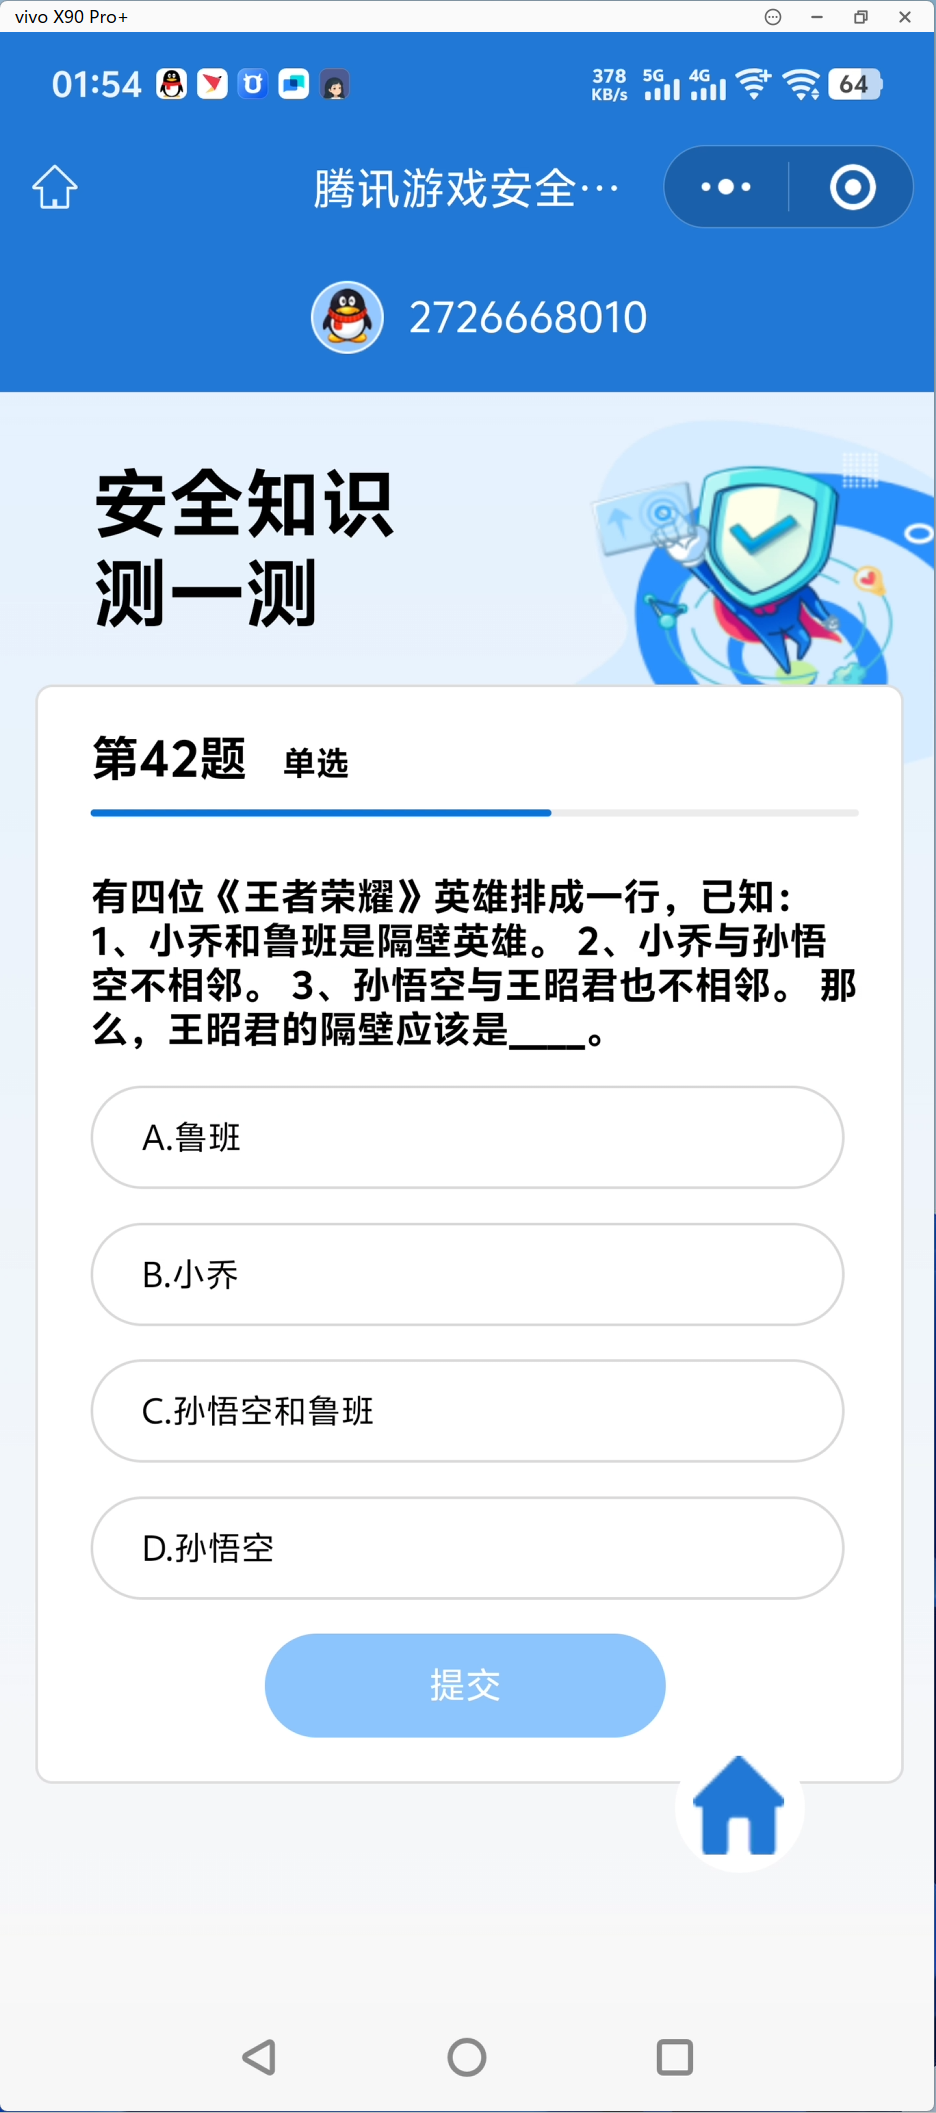 vivo X90 Pro+
01:54
378 KB/s 5G 4G 64
腾讯游戏安全…
2726668010
安全知识
测一测
第42题 单选
有四位《王者荣耀》英雄排成一行，已知：
1、小乔和鲁班是隔壁英雄。 2、小乔与孙悟
空不相邻。 3、孙悟空与王昭君也不相邻。 那
么，王昭君的隔壁应该是____。
A.鲁班
B.小乔
C.孙悟空和鲁班
D.孙悟空
提交